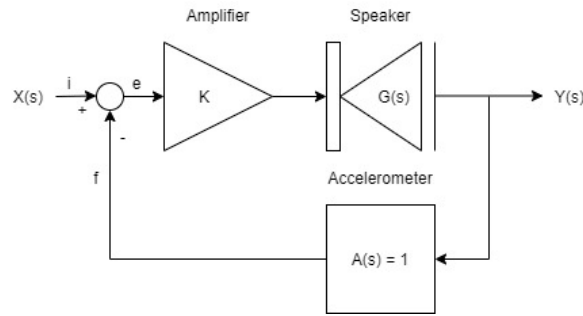 Amplifier
Speaker
X(s)
i
+
-
e
K
G(s)
Y(s)
f
Accelerometer
A(s) = 1